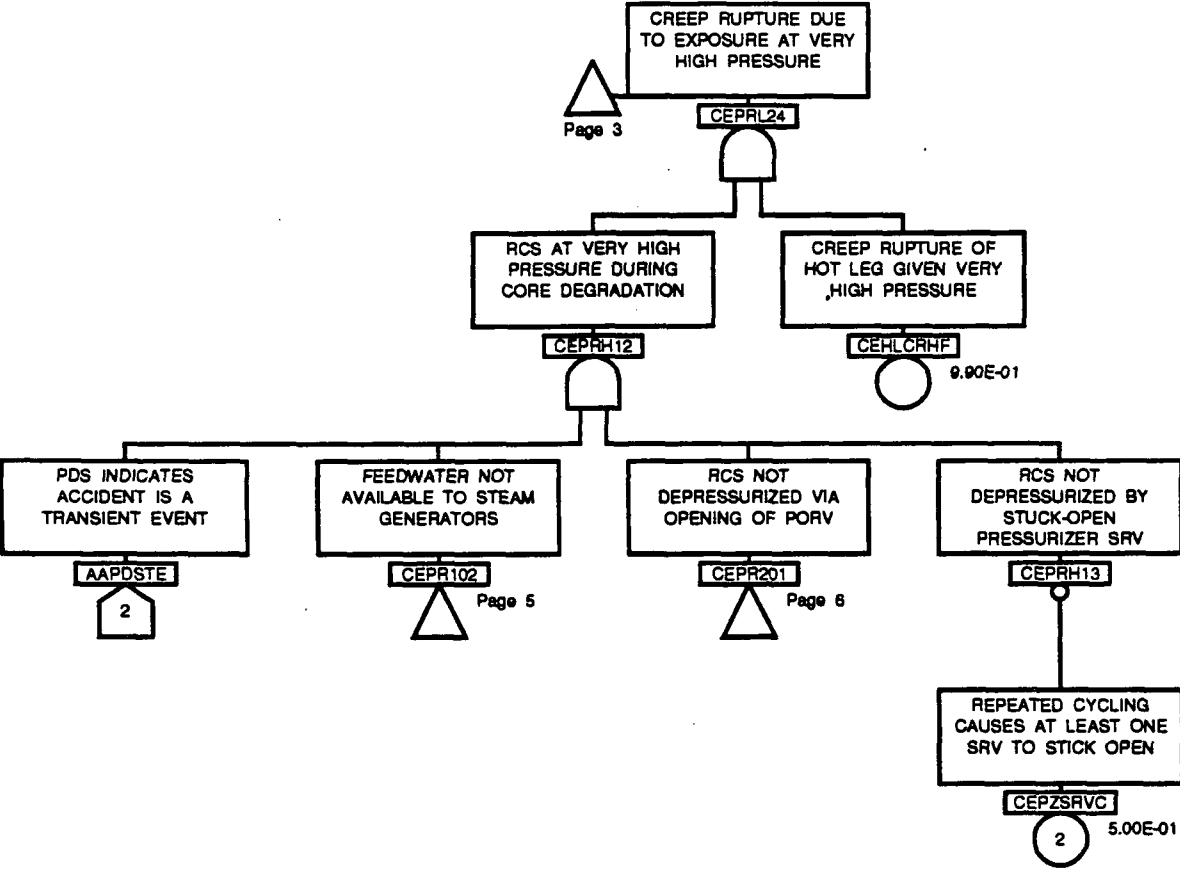 CREEP RUPTURE DUE
TO EXPOSURE AT VERY
HIGH PRESSURE
Page 3
CEPRL24
RCS AT VERY HIGH
PRESSURE DURING
CORE DEGRADATION
CEPRH12
CREEP RUPTURE OF
HOT LEG GIVEN VERY
HIGH PRESSURE
CEHLCRHF
9.90E-01
PDS INDICATES
ACCIDENT IS A
TRANSIENT EVENT
AAPDSTE
2
FEEDWATER NOT
AVAILABLE TO STEAM
GENERATORS
CEPR102
Page 5
RCS NOT
DEPRESSURIZED VIA
OPENING OF PORV
CEPR201
Page 6
RCS NOT
DEPRESSURIZED BY
STUCK-OPEN
PRESSURIZER SRV
CEPRH13
REPEATED CYCLING
CAUSES AT LEAST ONE
SRV TO STICK OPEN
CEPZSRVC
2
5.00E-01